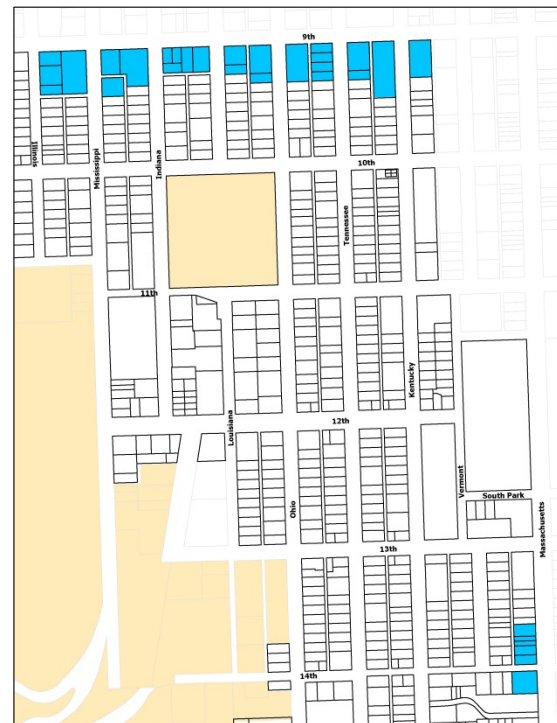 9th
10th
Illinois
Mississippi
Indiana
Tennessee
11th
Kentucky
Louisiana
12th
Vermont
South Park
Ohio
Massachusetts
13th
14th